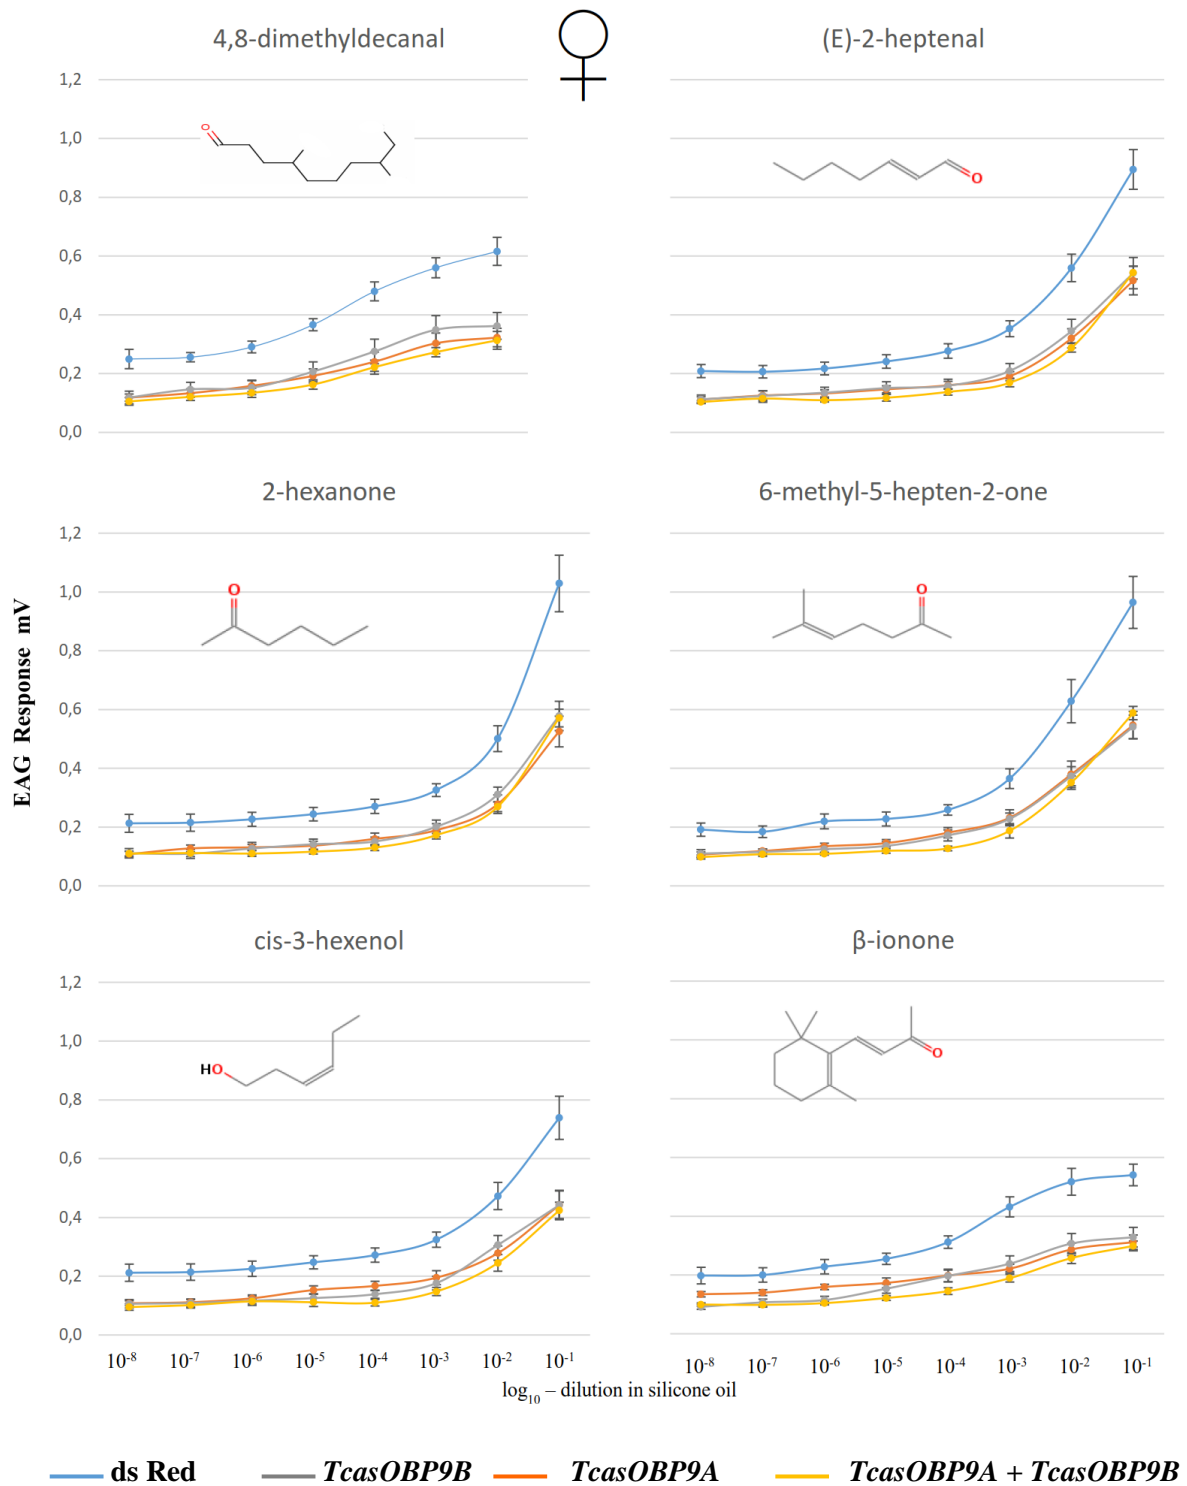 4,8-dimethyldecanal
(E)-2-heptenal
1,2
1,0
0,8
0,6
0,4
0,2
0,0
O
O
2-hexanone
6-methyl-5-hepten-2-one
1,2
1,0
0,8
0,6
0,4
0,2
0,0
O
O
EAG Response mV
cis-3-hexenol
β-ionone
1,2
1,0
0,8
0,6
0,4
0,2
0,0
HO
O
10⁻⁸ 10⁻⁷ 10⁻⁶ 10⁻⁵ 10⁻⁴ 10⁻³ 10⁻² 10⁻¹
10⁻⁸ 10⁻⁷ 10⁻⁶ 10⁻⁵ 10⁻⁴ 10⁻³ 10⁻² 10⁻¹
log₁₀ – dilution in silicone oil
ds Red TcasOBP9B TcasOBP9A TcasOBP9A + TcasOBP9B